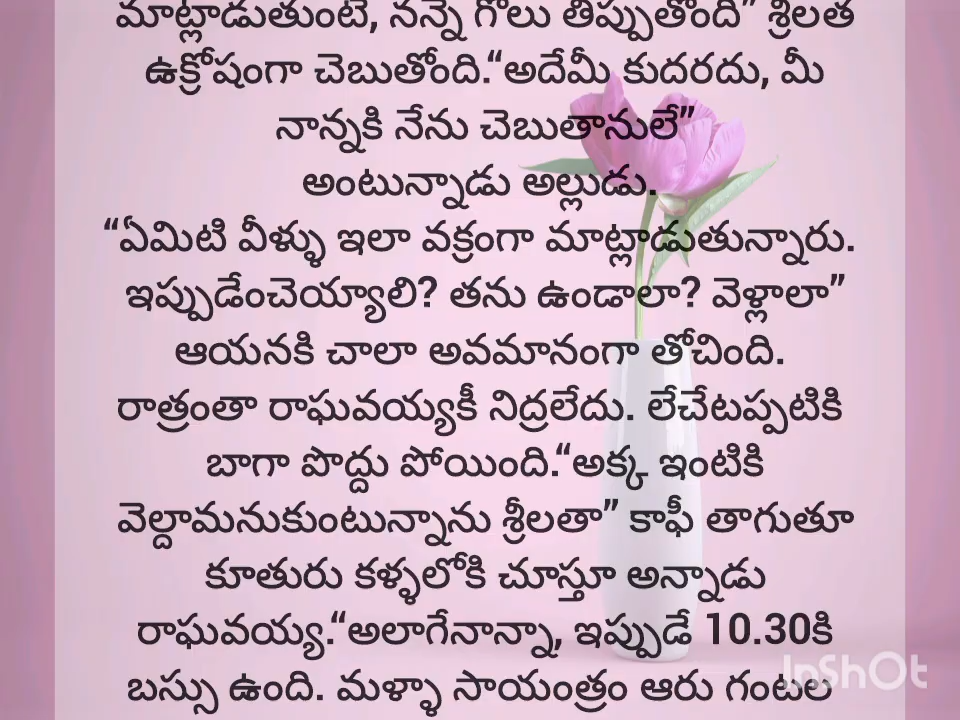 మాట్లాడుతుంటే, నన్నే గోలు తిప్పుతోంది” శ్రీలత
ఉక్రోషంగా చెబుతోంది.“అదేమీ కుదరదు, మీ
నాన్నకి నేను చెబుతానులే”
అంటున్నాడు అల్లుడు.
“ఏమిటి వీళ్ళు ఇలా వక్రంగా మాట్లాడుతున్నారు.
ఇప్పుడేంచెయ్యాలి? తను ఉండాలా? వెళ్లాలా”
ఆయనకి చాలా అవమానంగా తోచింది.
రాత్రంతా రాఘవయ్యకీ నిద్రలేదు. లేచేటప్పటికి
బాగా పొద్దు పోయింది.“అక్క ఇంటికి
వెల్దామనుకుంటున్నాను శ్రీలతా” కాఫీ తాగుతూ
కూతురు కళ్ళలోకి చూస్తూ అన్నాడు
రాఘవయ్య.“అలాగేనాన్నా, ఇప్పుడే 10.30కి
బస్సు ఉంది. మళ్ళా సాయంత్రం ఆరు గంటల
InShOt